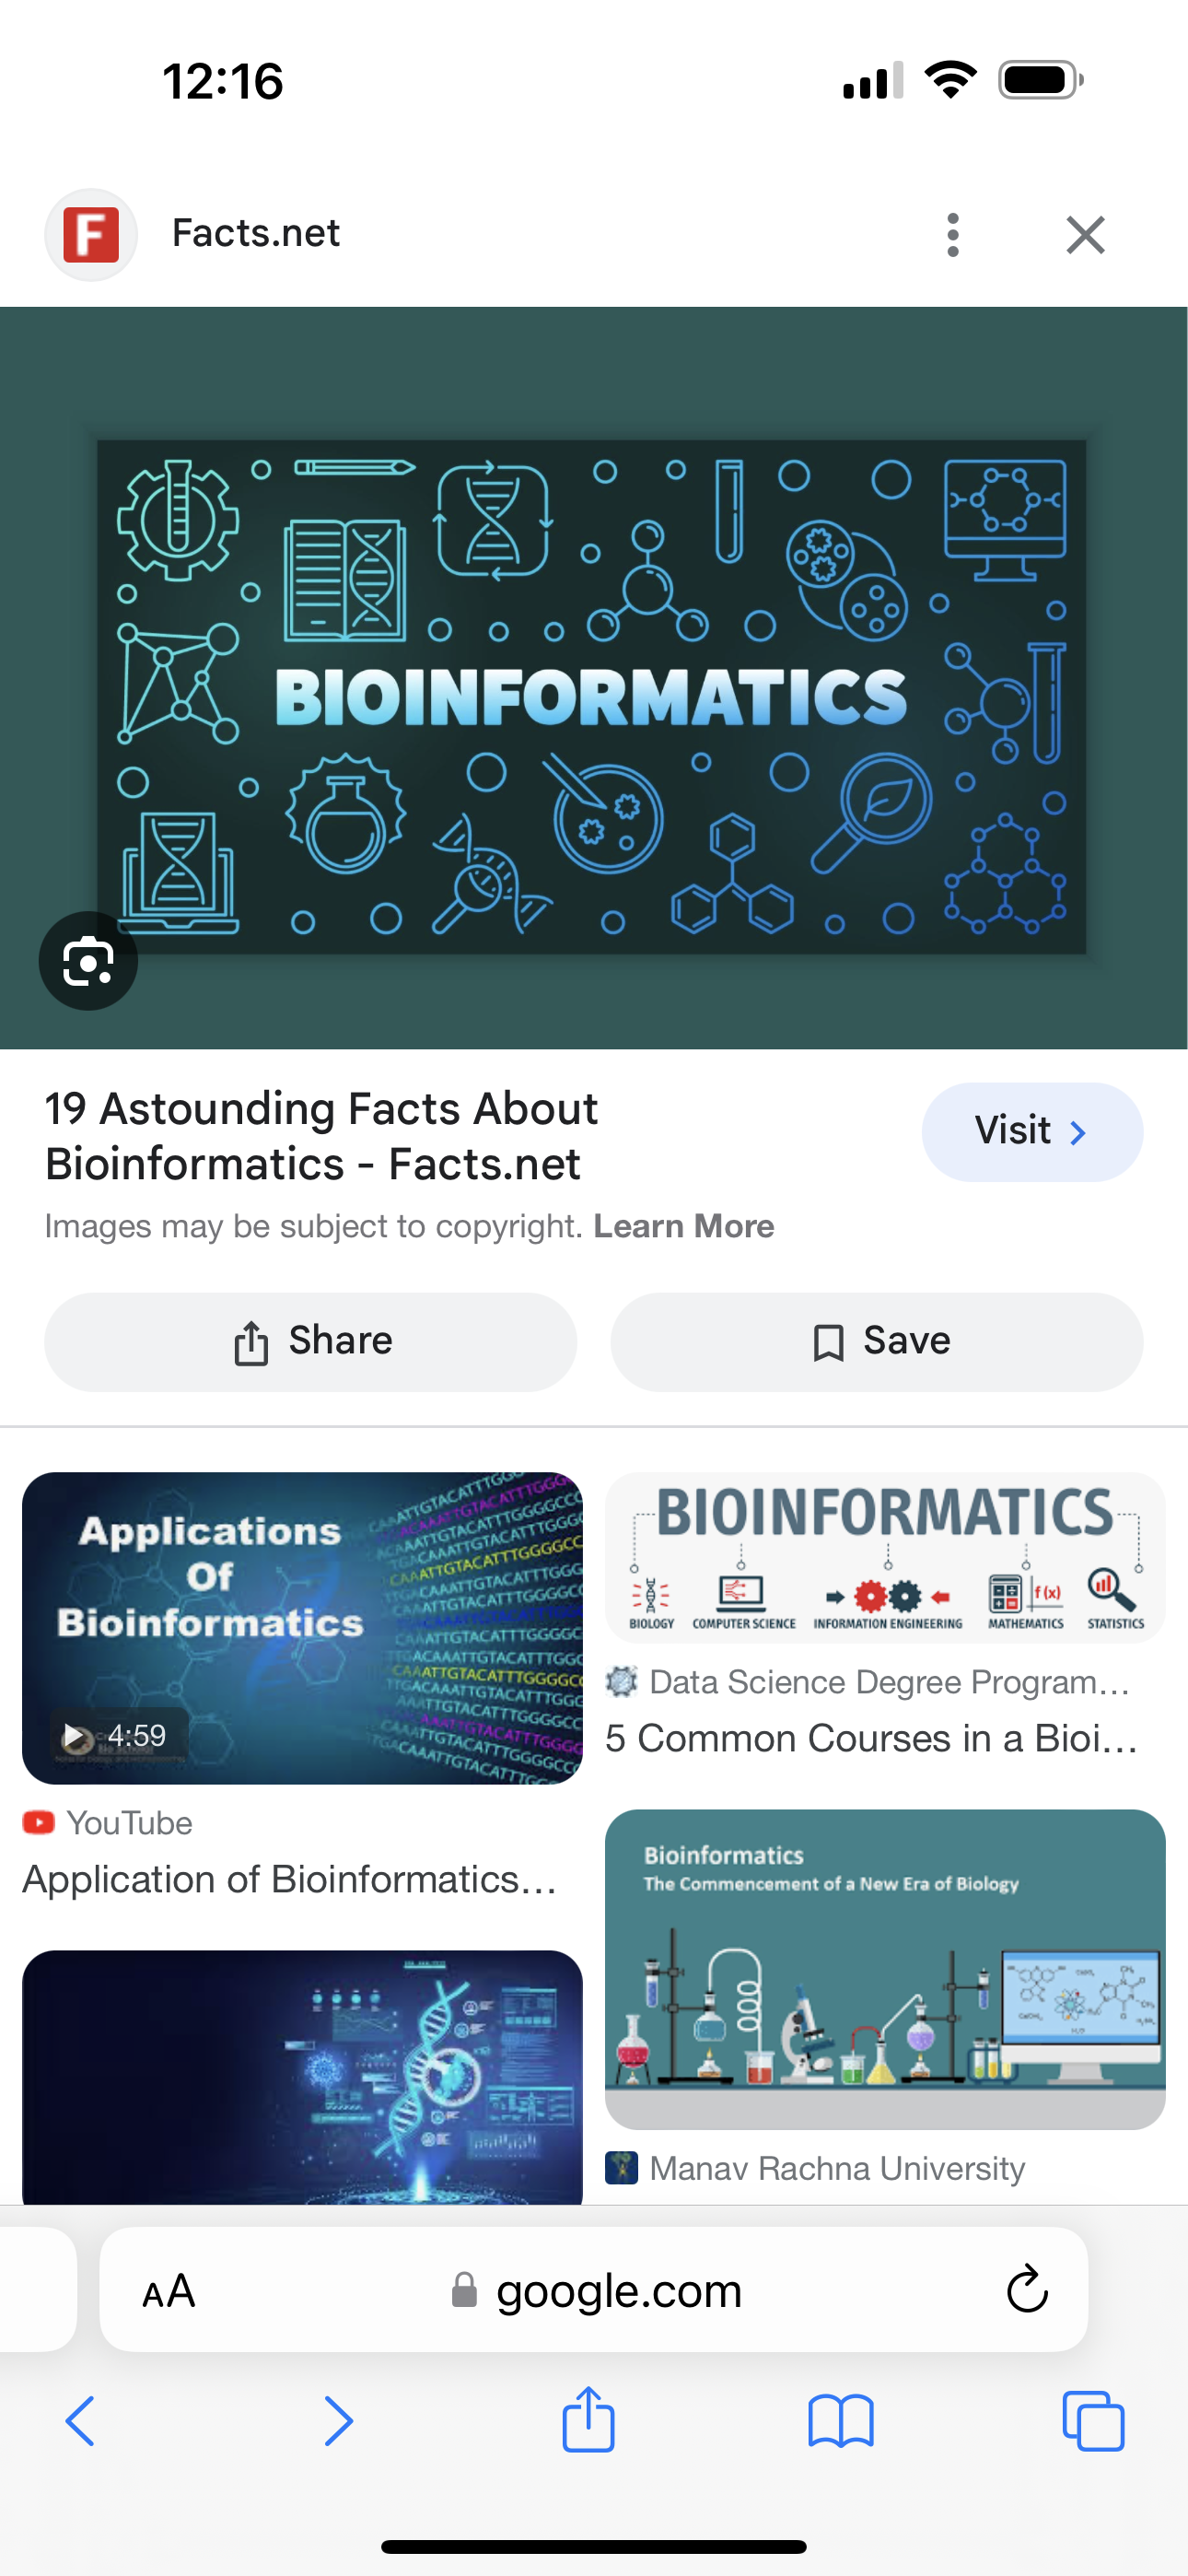 12:16
F
Facts.net
BIOINFORMATICS
19 Astounding Facts About
Bioinformatics - Facts.net
Visit
Images may be subject to copyright. Learn More
Share
Save
Applications
Of
Bioinformatics
4:59
YouTube
Application of Bioinformatics...
BIOINFORMATICS
f(x)
BIOLOGY COMPUTER SCIENCE INFORMATION ENGINEERING MATHEMATICS STATISTICS
Data Science Degree Program...
5 Common Courses in a Bioi...
Bioinformatics
The Commencement of a New Era of Biology
Manav Rachna University
AA
google.com